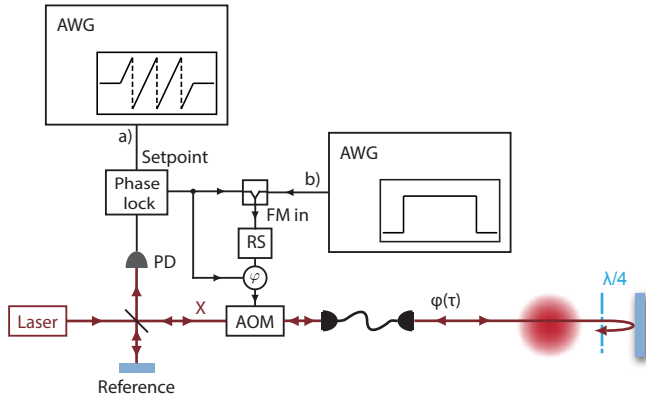 AWG
a)
Setpoint
Phase
lock
b)
AWG
FM in
RS
PD
φ
λ/4
φ(τ)
X
Laser
AOM
Reference